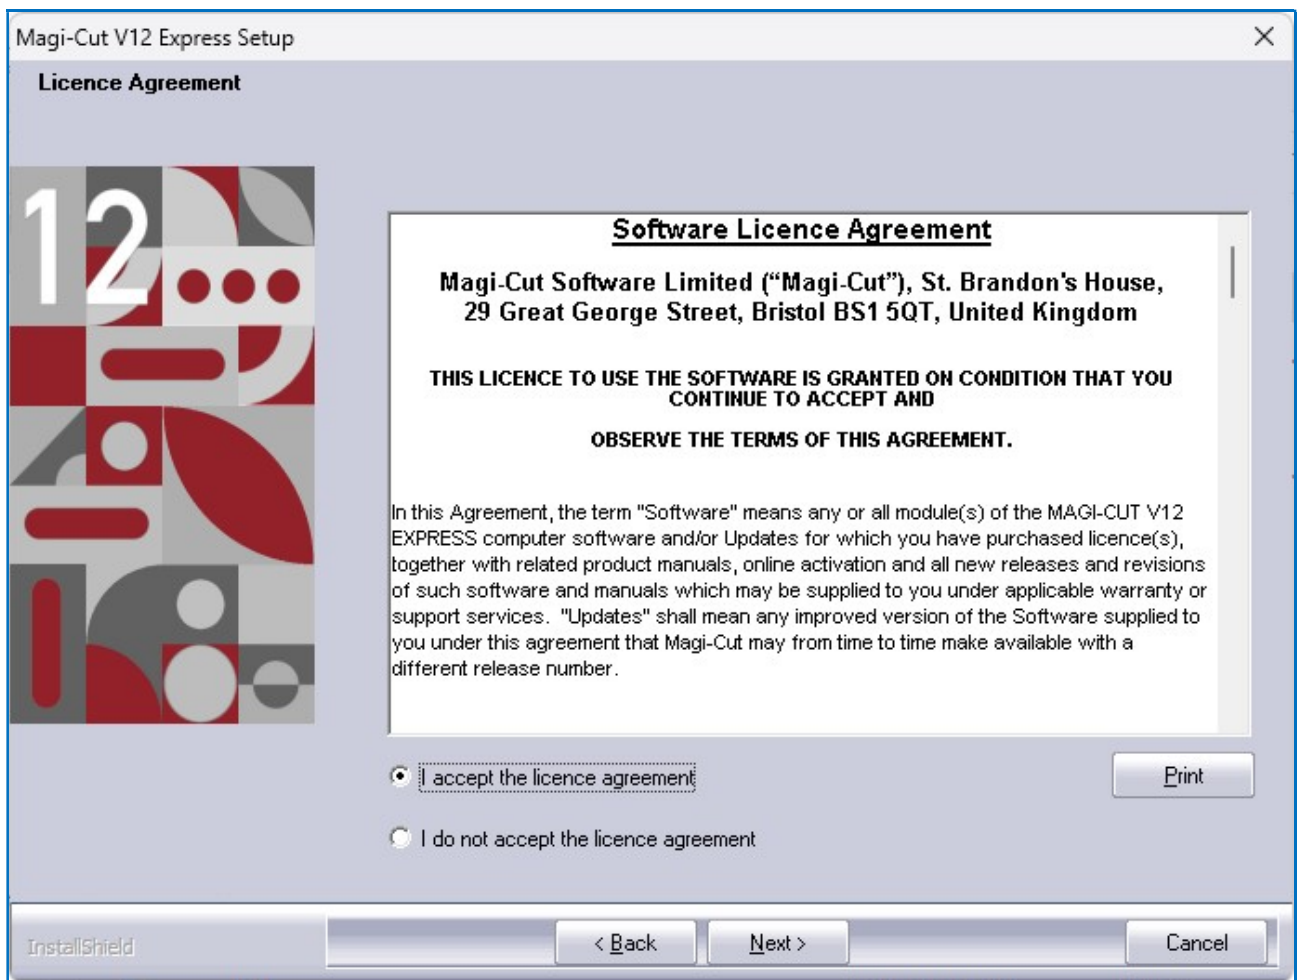 Magi-Cut V12 Express Setup
Licence Agreement
12
Software Licence Agreement
Magi-Cut Software Limited (“Magi-Cut”), St. Brandon's House,
29 Great George Street, Bristol BS1 5QT, United Kingdom
THIS LICENCE TO USE THE SOFTWARE IS GRANTED ON CONDITION THAT YOU
CONTINUE TO ACCEPT AND
OBSERVE THE TERMS OF THIS AGREEMENT.
In this Agreement, the term "Software" means any or all module(s) of the MAGI-CUT V12
EXPRESS computer software and/or Updates for which you have purchased licence(s),
together with related product manuals, online activation and all new releases and revisions
of such software and manuals which may be supplied to you under applicable warranty or
support services.  "Updates" shall mean any improved version of the Software supplied to
you under this agreement that Magi-Cut may from time to time make available with a
different release number.
I accept the licence agreement
Print
I do not accept the licence agreement
InstallShield
< Back
Next >
Cancel